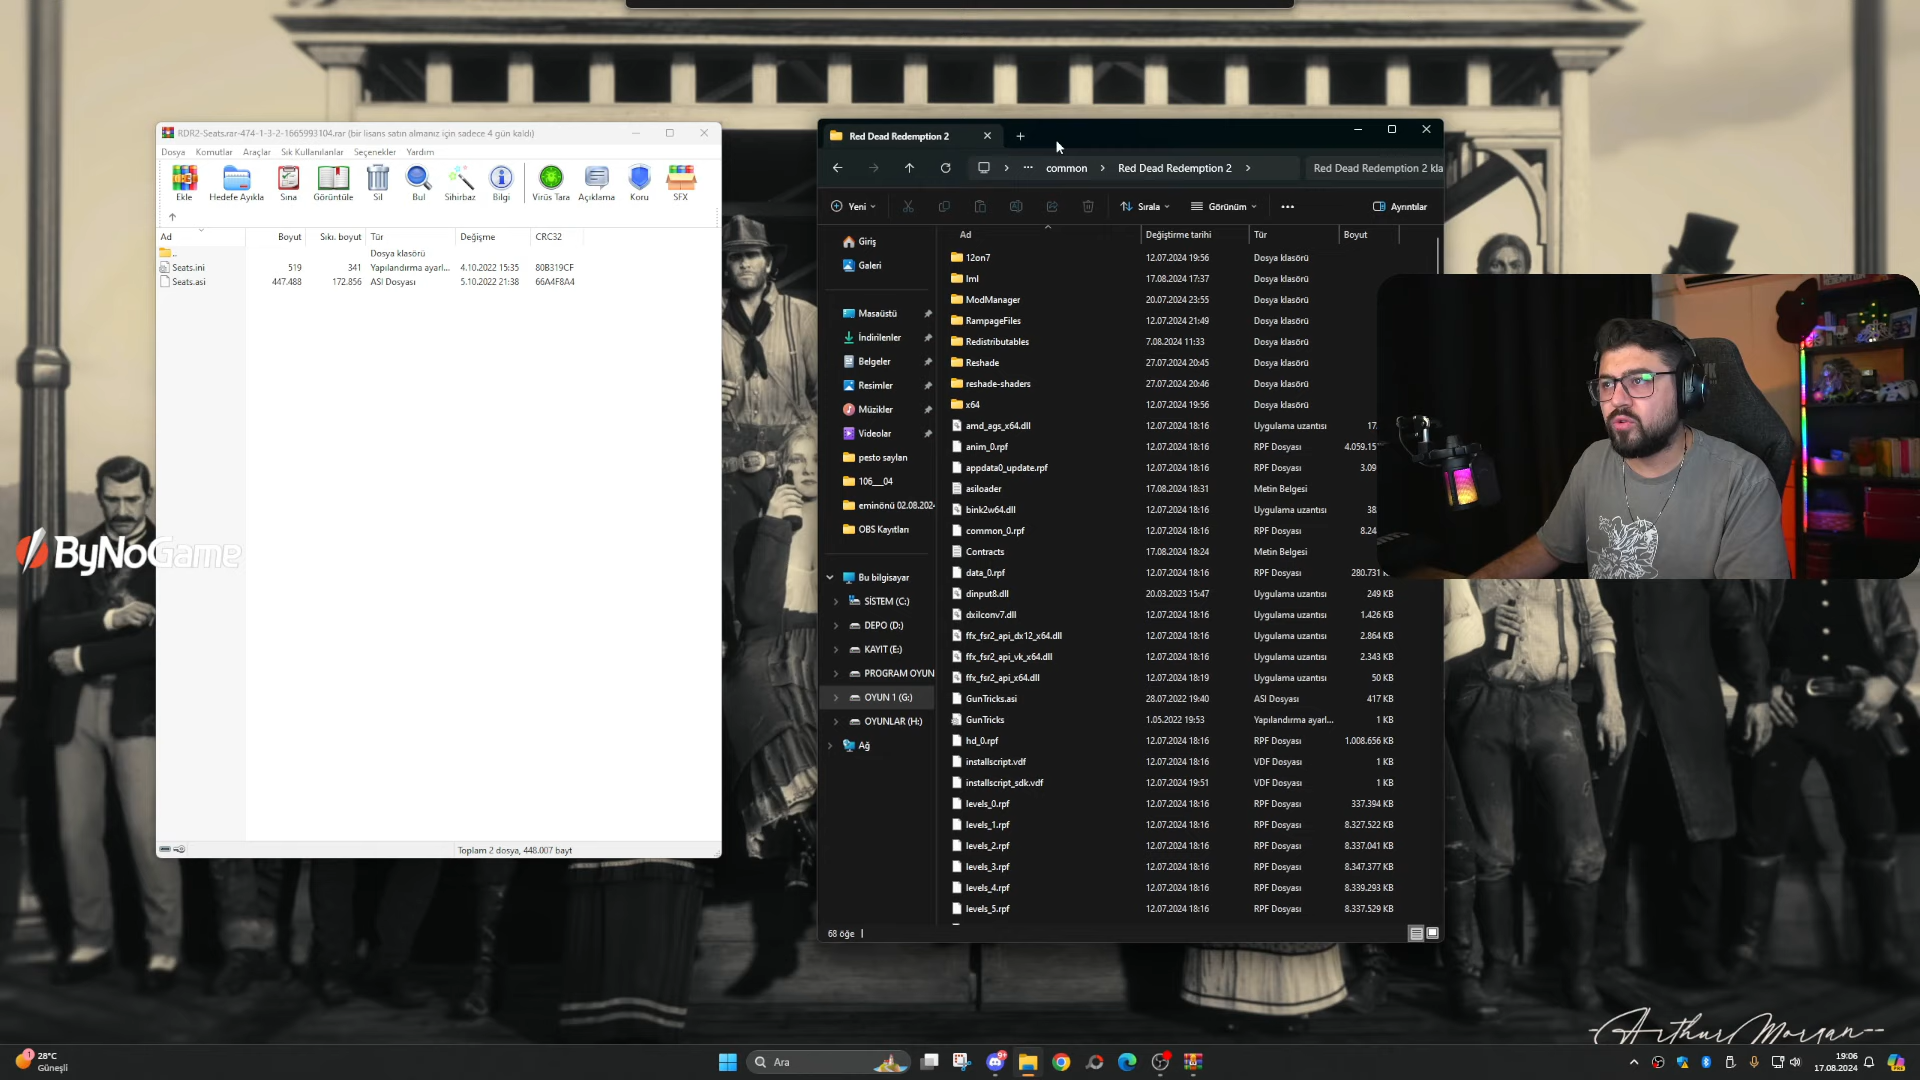 RDR2-Seats.rar-474-1-3-2-1665993104.rar (bir lisans satın almanız için sadece 4 gün kaldı)
Dosya Komutlar Araçlar Sık Kullanılanlar Seçenekler Yardım
Ekle Hedefe Ayıkla Sına Görüntüle Sil Bul Sihirbaz Bilgi Virüs Tara Açıklama Koru SFX
Ad Boyut Sıkı. boyut Tür Değişme CRC32
.. Dosya klasörü
Seats.ini 519 341 Yapılandırma ayarl... 4.10.2022 15:35 80B319CF
Seats.asi 447.488 172.856 ASI Dosyası 5.10.2022 21:38 66A4F8A4
Toplam 2 dosya, 448.007 bayt
Red Dead Redemption 2
common Red Dead Redemption 2 Red Dead Redemption 2 kla
Yeni Sırala Görünüm Ayrıntılar
Giriş
Galeri
Masaüstü
İndirilenler
Belgeler
Resimler
Müzikler
Videolar
pesto sayları
106__04
eminönü 02.08.202
OBS Kayıtları
Bu bilgisayar
SİSTEM (C:)
DEPO (D:)
KAYIT (E:)
PROGRAM OYUN
OYUN 1 (G:)
OYUNLAR (H:)
Ağ
Ad Değiştirme tarihi Tür Boyut
12on7 12.07.2024 19:56 Dosya klasörü
lml 17.08.2024 17:37 Dosya klasörü
ModManager 20.07.2024 23:55 Dosya klasörü
RampageFiles 12.07.2024 21:49 Dosya klasörü
Redistributables 7.08.2024 11:33 Dosya klasörü
Reshade 27.07.2024 20:45 Dosya klasörü
reshade-shaders 27.07.2024 20:46 Dosya klasörü
x64 12.07.2024 19:56 Dosya klasörü
amd_ags_x64.dll 12.07.2024 18:16 Uygulama uzantısı 17.
anim_0.rpf 12.07.2024 18:16 RPF Dosyası 4.059.15
appdata0_update.rpf 12.07.2024 18:16 RPF Dosyası 3.09
asiloader 17.08.2024 18:31 Metin Belgesi
bink2w64.dll 12.07.2024 18:16 Uygulama uzantısı 38
common_0.rpf 12.07.2024 18:16 RPF Dosyası 8.24
Contracts 17.08.2024 18:24 Metin Belgesi
data_0.rpf 12.07.2024 18:16 RPF Dosyası 280.731
dinput8.dll 20.03.2023 15:47 Uygulama uzantısı 249 KB
dxilconv7.dll 12.07.2024 18:16 Uygulama uzantısı 1.426 KB
ffx_fsr2_api_dx12_x64.dll 12.07.2024 18:16 Uygulama uzantısı 2.864 KB
ffx_fsr2_api_vk_x64.dll 12.07.2024 18:16 Uygulama uzantısı 2.343 KB
ffx_fsr2_api_x64.dll 12.07.2024 18:19 Uygulama uzantısı 50 KB
GunTricks.asi 28.07.2022 19:40 ASI Dosyası 417 KB
GunTricks 1.05.2022 19:53 Yapılandırma ayarl... 1 KB
hd_0.rpf 12.07.2024 18:16 RPF Dosyası 1.008.656 KB
installscript.vdf 12.07.2024 18:16 VDF Dosyası 1 KB
installscript_sdk.vdf 12.07.2024 19:51 VDF Dosyası 1 KB
levels_0.rpf 12.07.2024 18:16 RPF Dosyası 337.394 KB
levels_1.rpf 12.07.2024 18:16 RPF Dosyası 8.327.522 KB
levels_2.rpf 12.07.2024 18:16 RPF Dosyası 8.337.041 KB
levels_3.rpf 12.07.2024 18:16 RPF Dosyası 8.347.377 KB
levels_4.rpf 12.07.2024 18:16 RPF Dosyası 8.339.293 KB
levels_5.rpf 12.07.2024 18:16 RPF Dosyası 8.337.529 KB
68 öğe
ByNoGame
Arthur Morgan
28°C
Güneşli
Ara
19:06
17.08.2024